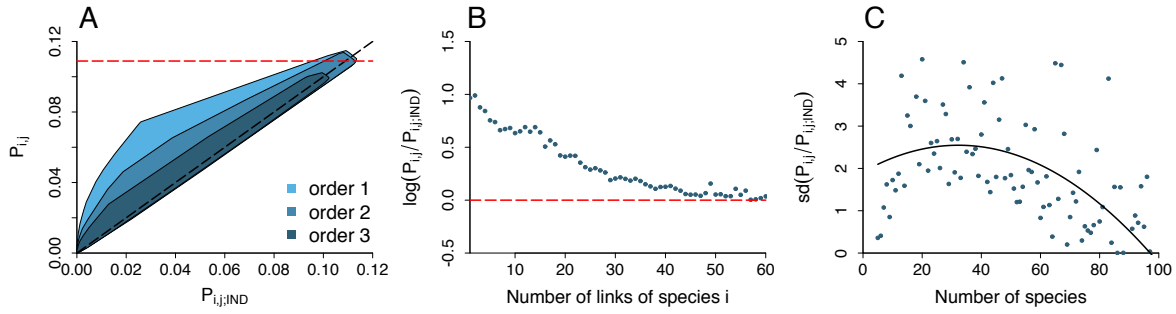 A
0.12
0.08
0.04
0.00
P_{i,j}
order 1
order 2
order 3
0.00 0.02 0.04 0.06 0.08 0.10 0.12
P_{i,j;IND}
B
1.5
1.0
0.5
0.0
-0.5
log(P_{i,j}/P_{i,j;IND})
10 20 30 40 50 60
Number of links of species i
C
5
4
3
2
1
0
sd(P_{i,j}/P_{i,j;IND})
0 20 40 60 80 100
Number of species